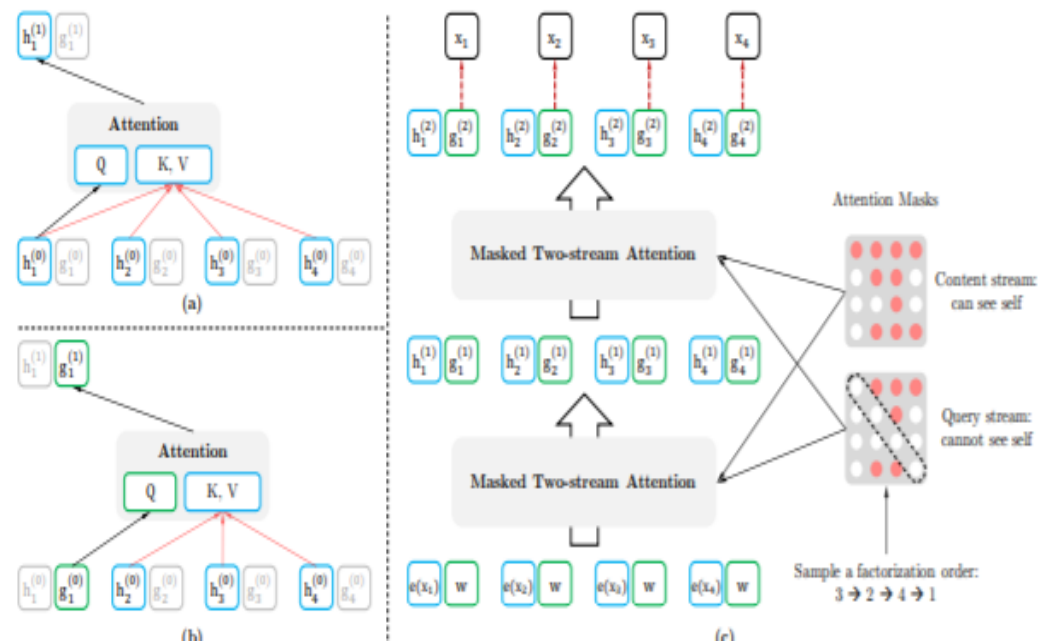 h₁⁽¹⁾ g₁⁽¹⁾
Attention
Q K, V
h₁⁽⁰⁾ g₁⁽⁰⁾ h₂⁽⁰⁾ g₂⁽⁰⁾ h₃⁽⁰⁾ g₃⁽⁰⁾ h₄⁽⁰⁾ g₄⁽⁰⁾
(a)
h₁⁽¹⁾ g₁⁽¹⁾
Attention
Q K, V
h₁⁽⁰⁾ g₁⁽⁰⁾ h₂⁽⁰⁾ g₂⁽⁰⁾ h₃⁽⁰⁾ g₃⁽⁰⁾ h₄⁽⁰⁾ g₄⁽⁰⁾
(b)
x₁ x₂ x₃ x₄
h₁⁽²⁾ g₁⁽²⁾ h₂⁽²⁾ g₂⁽²⁾ h₃⁽²⁾ g₃⁽²⁾ h₄⁽²⁾ g₄⁽²⁾
Masked Two-stream Attention
h₁⁽¹⁾ g₁⁽¹⁾ h₂⁽¹⁾ g₂⁽¹⁾ h₃⁽¹⁾ g₃⁽¹⁾ h₄⁽¹⁾ g₄⁽¹⁾
Masked Two-stream Attention
e(x₁) w e(x₂) w e(x₃) w e(x₄) w
(c)
Attention Masks
Content stream:
can see self
Query stream:
cannot see self
Sample a factorization order:
3 → 2 → 4 → 1